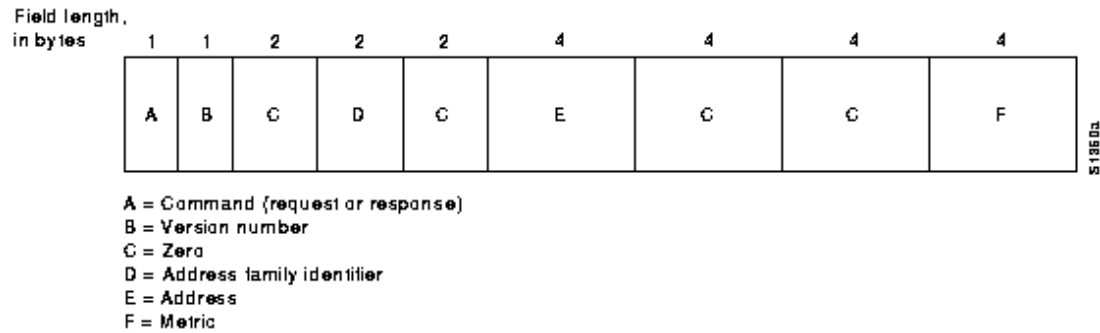 Field length,
in bytes 1 1 2 2 2 4 4 4 4
A B C D C E C C F
S1360a
A = Command (request or response)
B = Version number
C = Zero
D = Address family identifier
E = Address
F = Metric